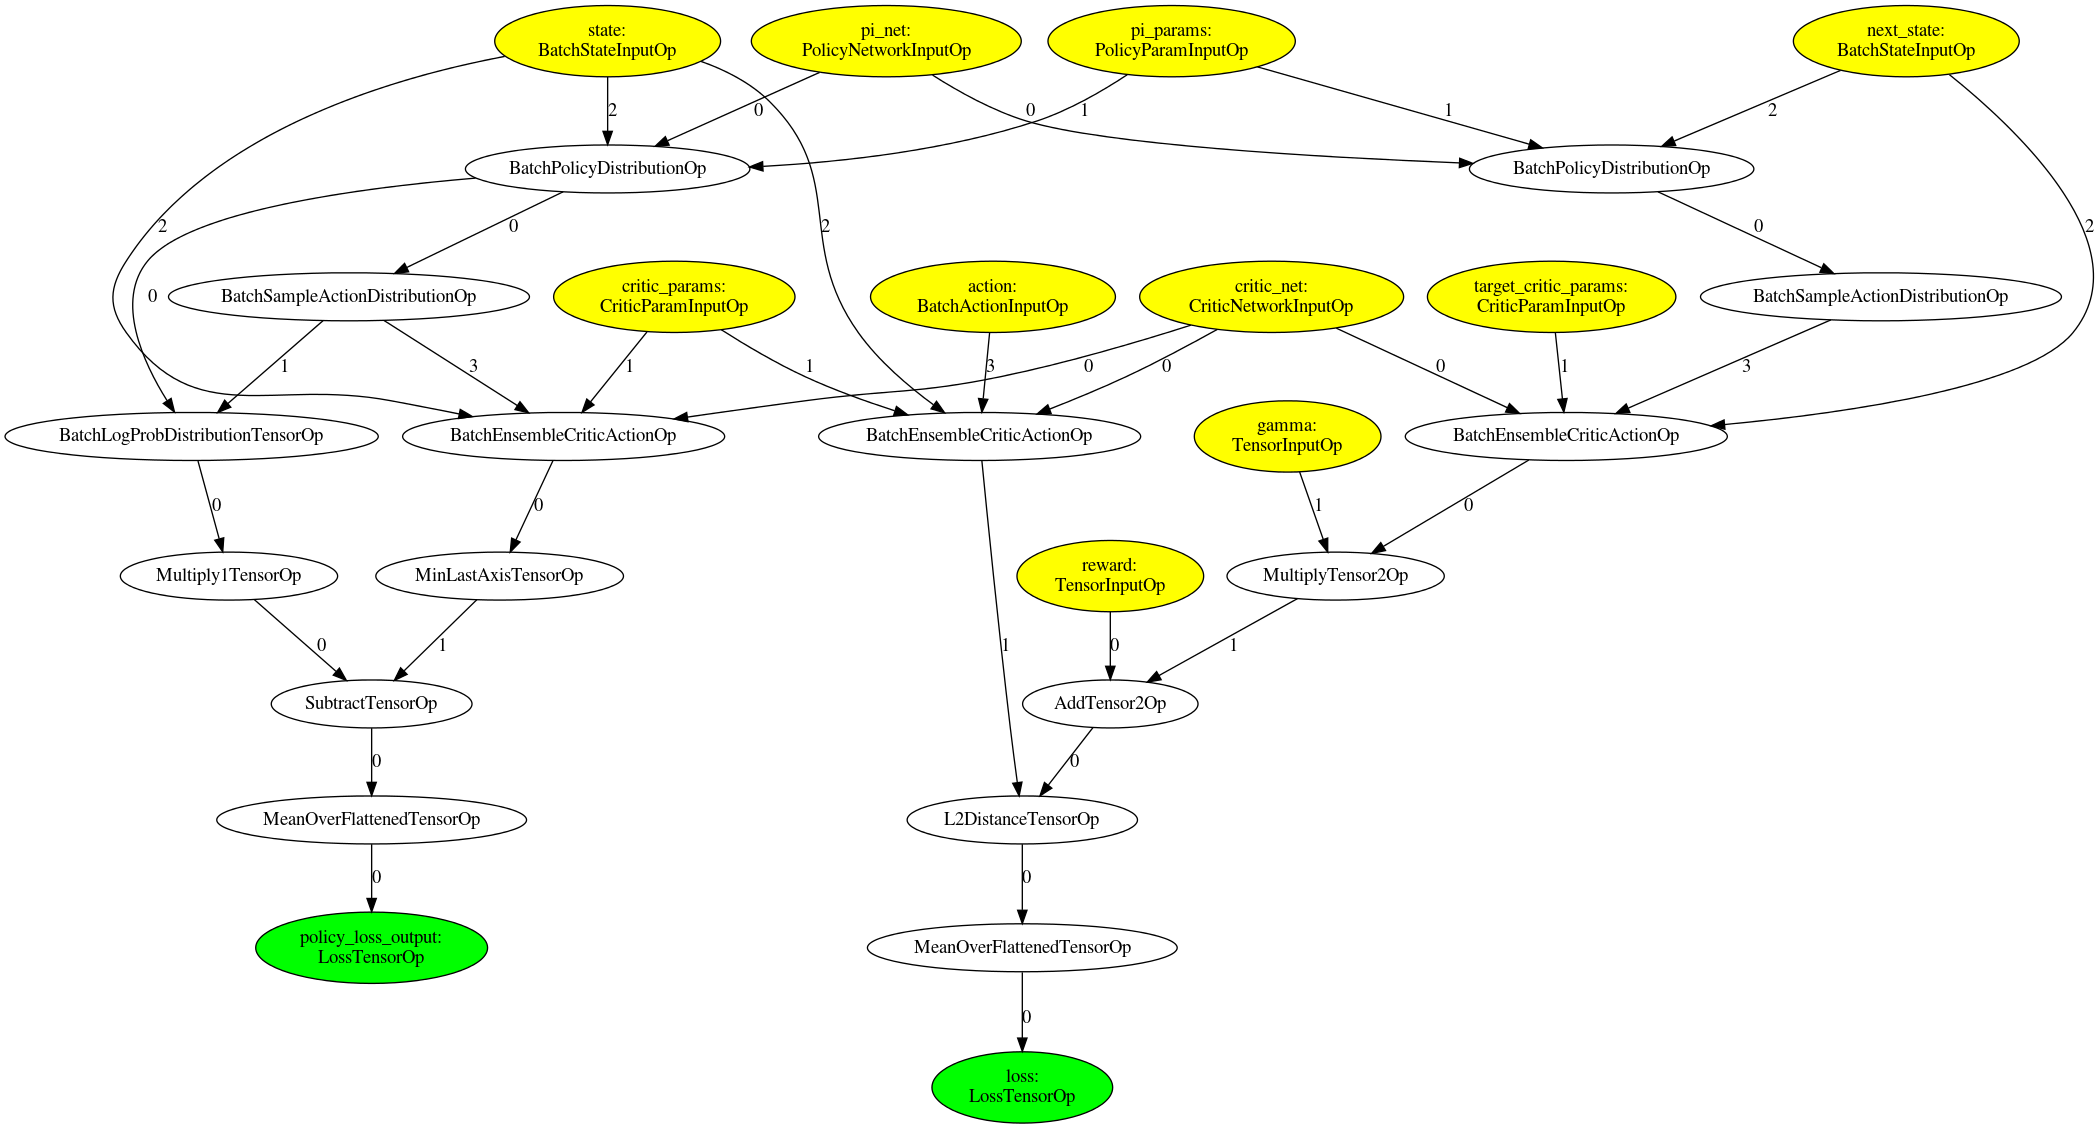 state:
BatchStateInputOp
pi_net:
PolicyNetworkInputOp
pi_params:
PolicyParamInputOp
next_state:
BatchStateInputOp
2
0
0
1
1
2
BatchPolicyDistributionOp
BatchPolicyDistributionOp
2
0
2
0
2
0
BatchSampleActionDistributionOp
critic_params:
CriticParamInputOp
action:
BatchActionInputOp
critic_net:
CriticNetworkInputOp
target_critic_params:
CriticParamInputOp
BatchSampleActionDistributionOp
1
3
1
1
3
0
0
0
1
3
BatchLogProbDistributionTensorOp
BatchEnsembleCriticActionOp
BatchEnsembleCriticActionOp
gamma:
TensorInputOp
BatchEnsembleCriticActionOp
0
0
1
0
Multiply1TensorOp
MinLastAxisTensorOp
reward:
TensorInputOp
MultiplyTensor2Op
0
1
1
0
1
SubtractTensorOp
AddTensor2Op
0
0
MeanOverFlattenedTensorOp
L2DistanceTensorOp
0
0
policy_loss_output:
LossTensorOp
MeanOverFlattenedTensorOp
0
loss:
LossTensorOp